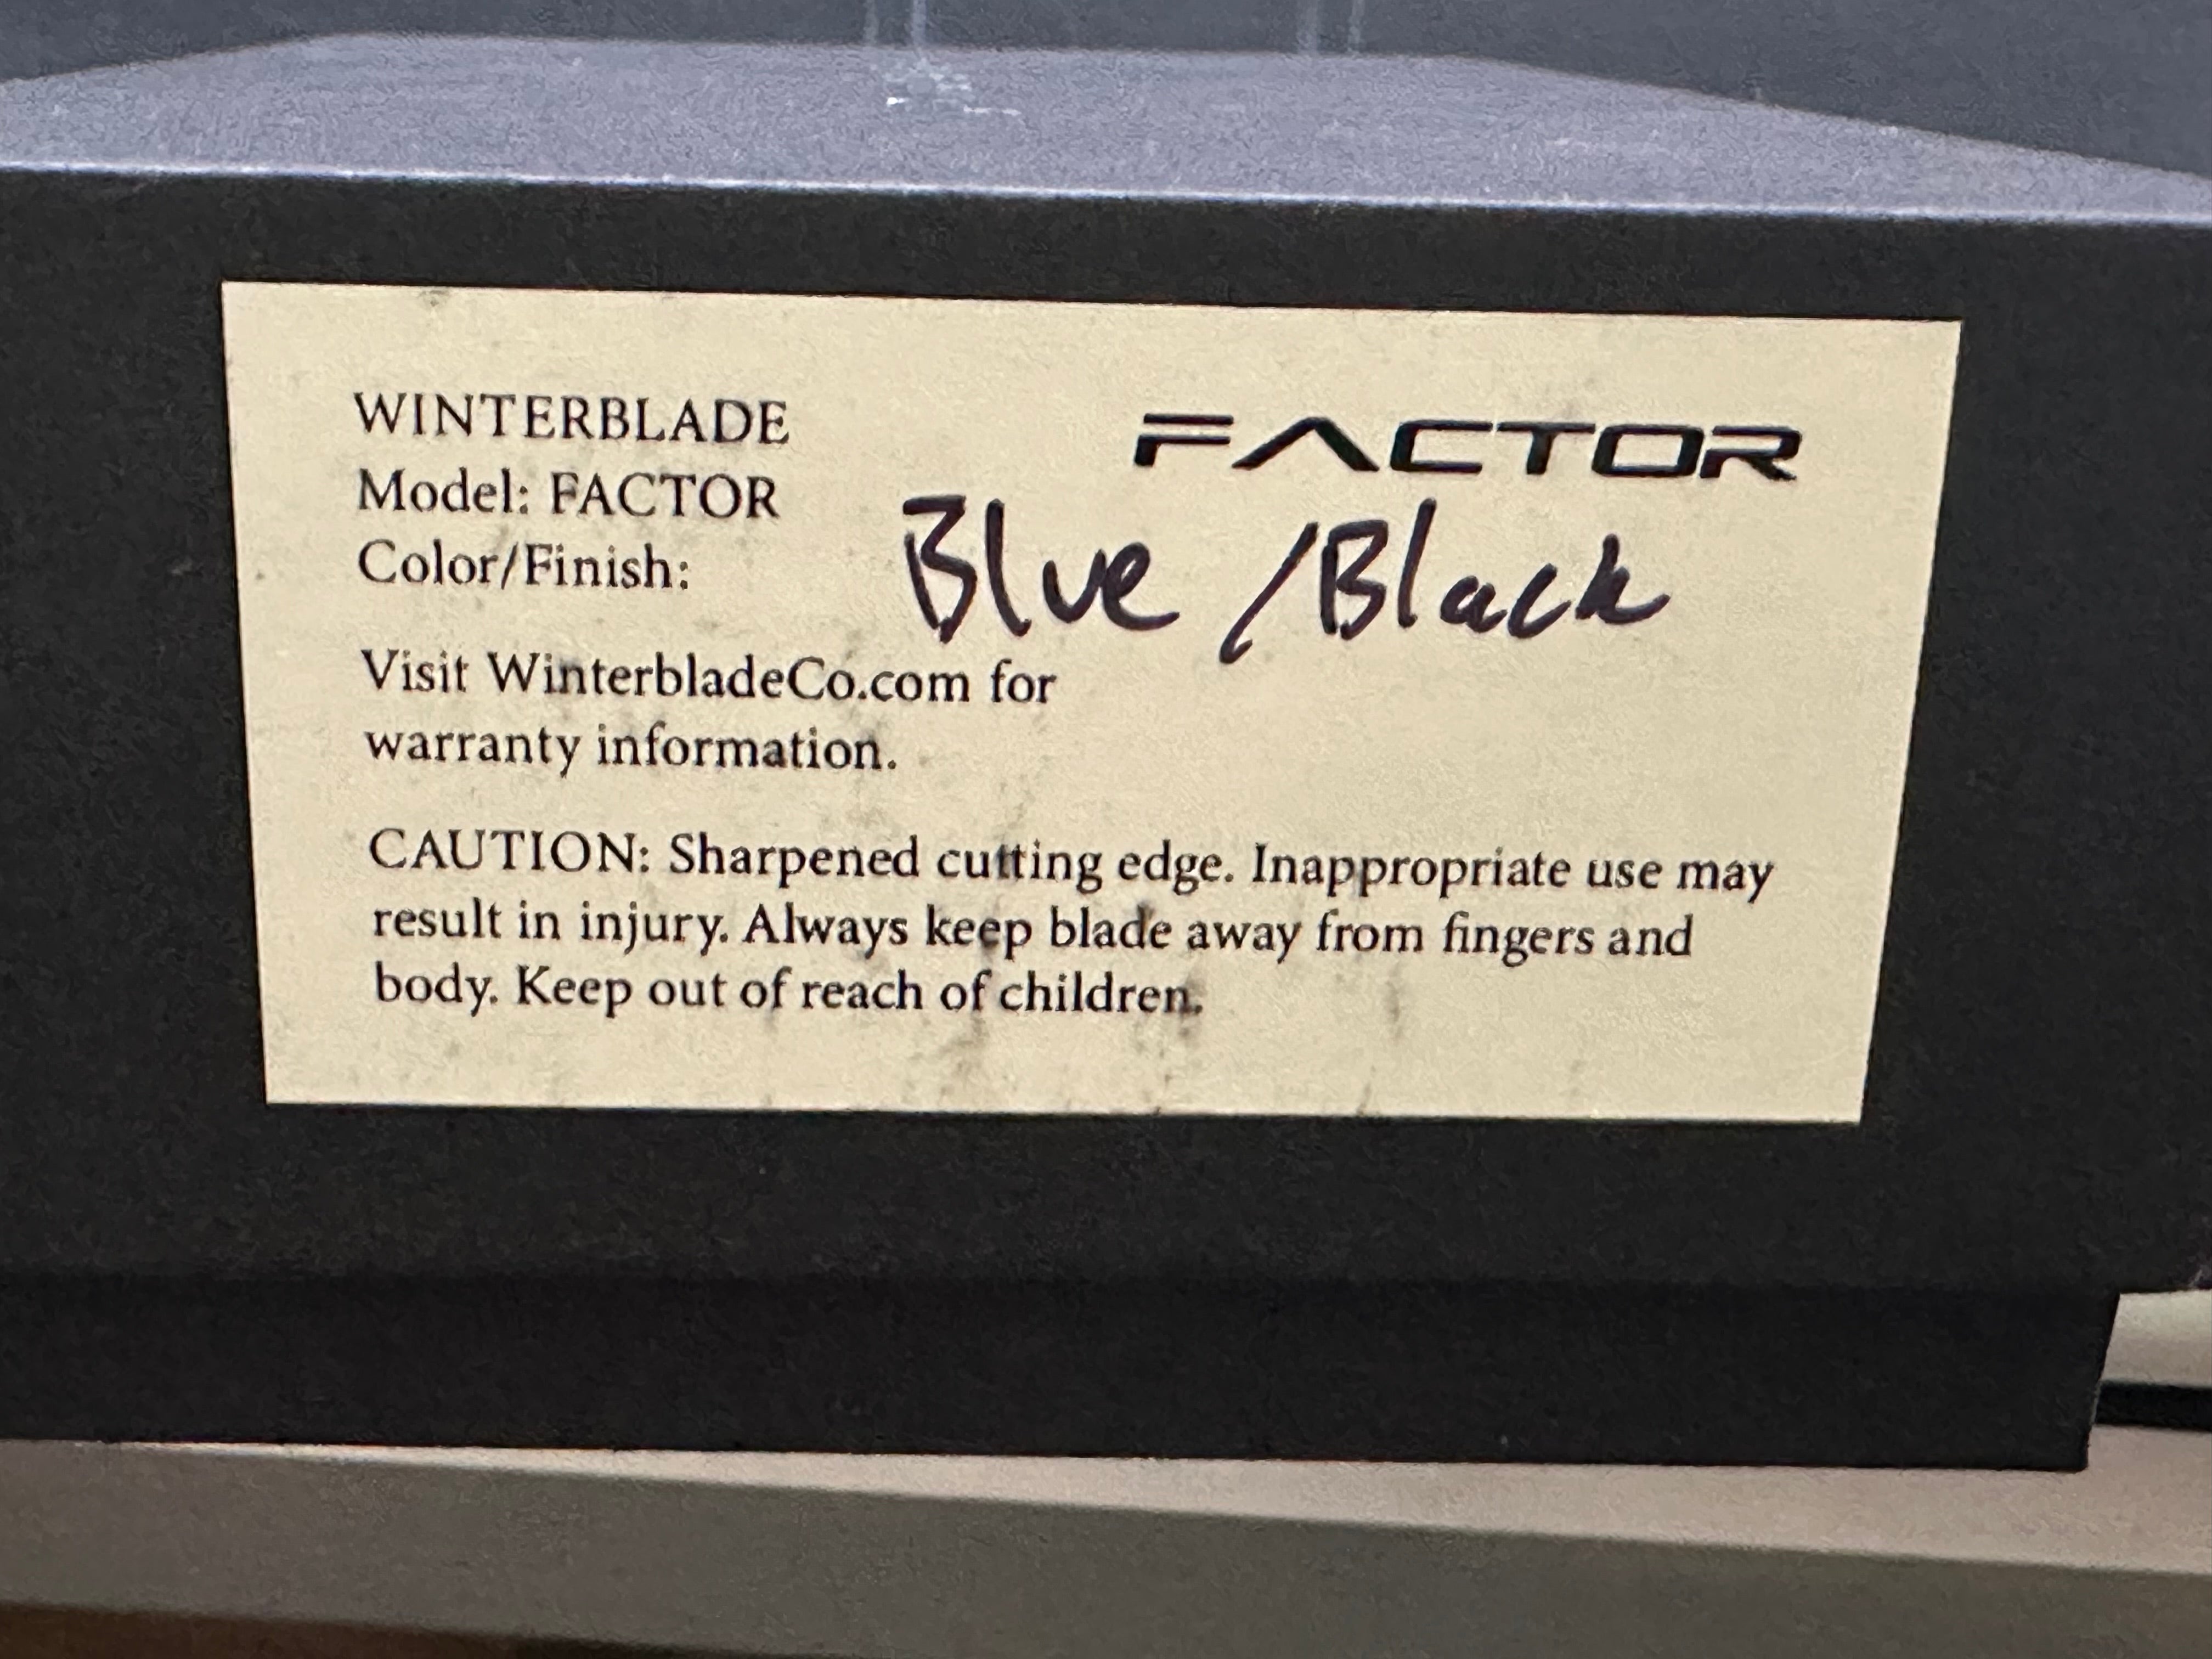 WINTERBLADE
FACTOR
Model: FACTOR
Color/Finish: Blue/Black
Visit WinterbladeCo.com for
warranty information.
CAUTION: Sharpened cutting edge. Inappropriate use may
result in injury. Always keep blade away from fingers and
body. Keep out of reach of children.